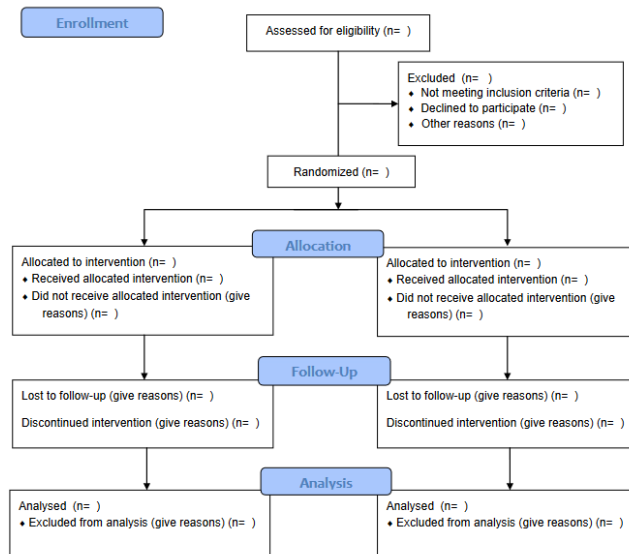 Enrollment
Assessed for eligibility (n= )
Excluded (n= )
♦ Not meeting inclusion criteria (n= )
♦ Declined to participate (n= )
♦ Other reasons (n= )
Randomized (n= )
Allocation
Allocated to intervention (n= )
♦ Received allocated intervention (n= )
♦ Did not receive allocated intervention (give
reasons) (n= )
Allocated to intervention (n= )
♦ Received allocated intervention (n= )
♦ Did not receive allocated intervention (give
reasons) (n= )
Follow-Up
Lost to follow-up (give reasons) (n= )
Discontinued intervention (give reasons) (n= )
Lost to follow-up (give reasons) (n= )
Discontinued intervention (give reasons) (n= )
Analysis
Analysed (n= )
♦ Excluded from analysis (give reasons) (n= )
Analysed (n= )
♦ Excluded from analysis (give reasons) (n= )